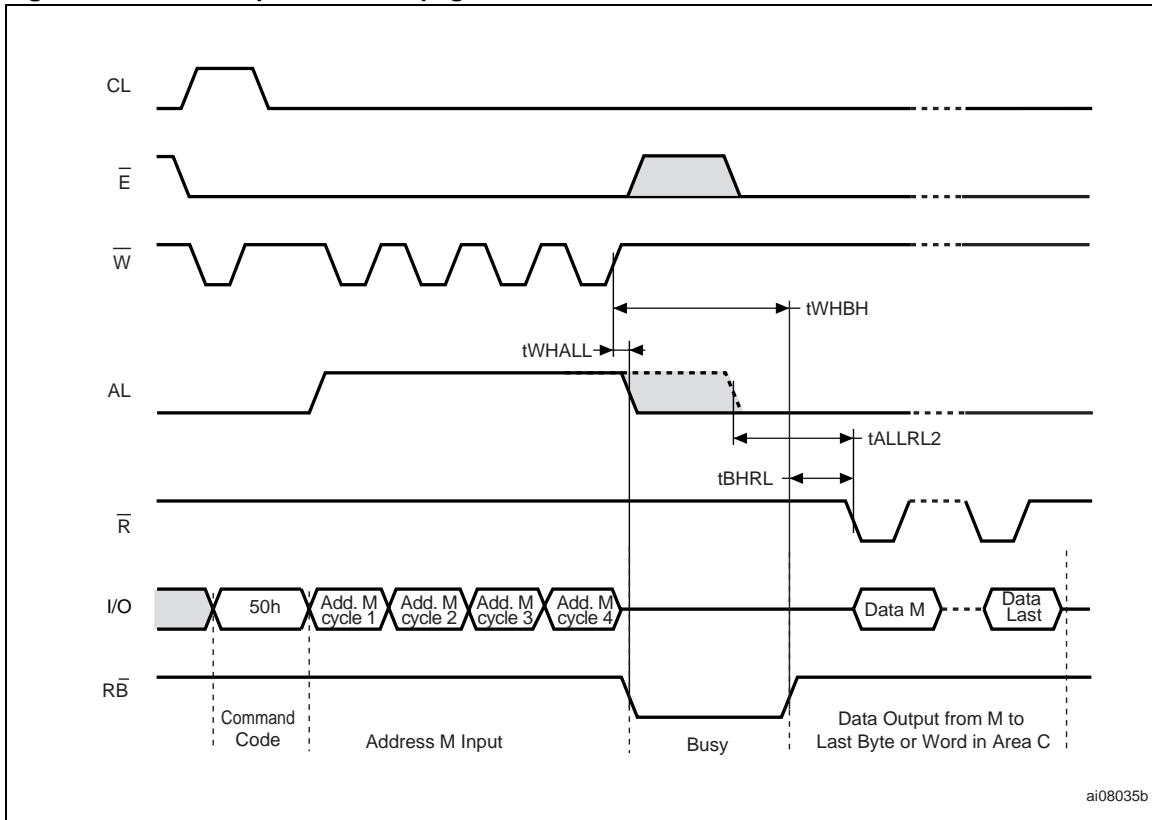 CL
E
W
tWHBH
tWHALL
AL
tALLRL2
tBHRL
R
I/O
50h
Add. M
cycle 1
Add. M
cycle 2
Add. M
cycle 3
Add. M
cycle 4
Data M
Data
Last
RB
Command
Code
Address M Input
Busy
Data Output from M to
Last Byte or Word in Area C
ai08035b